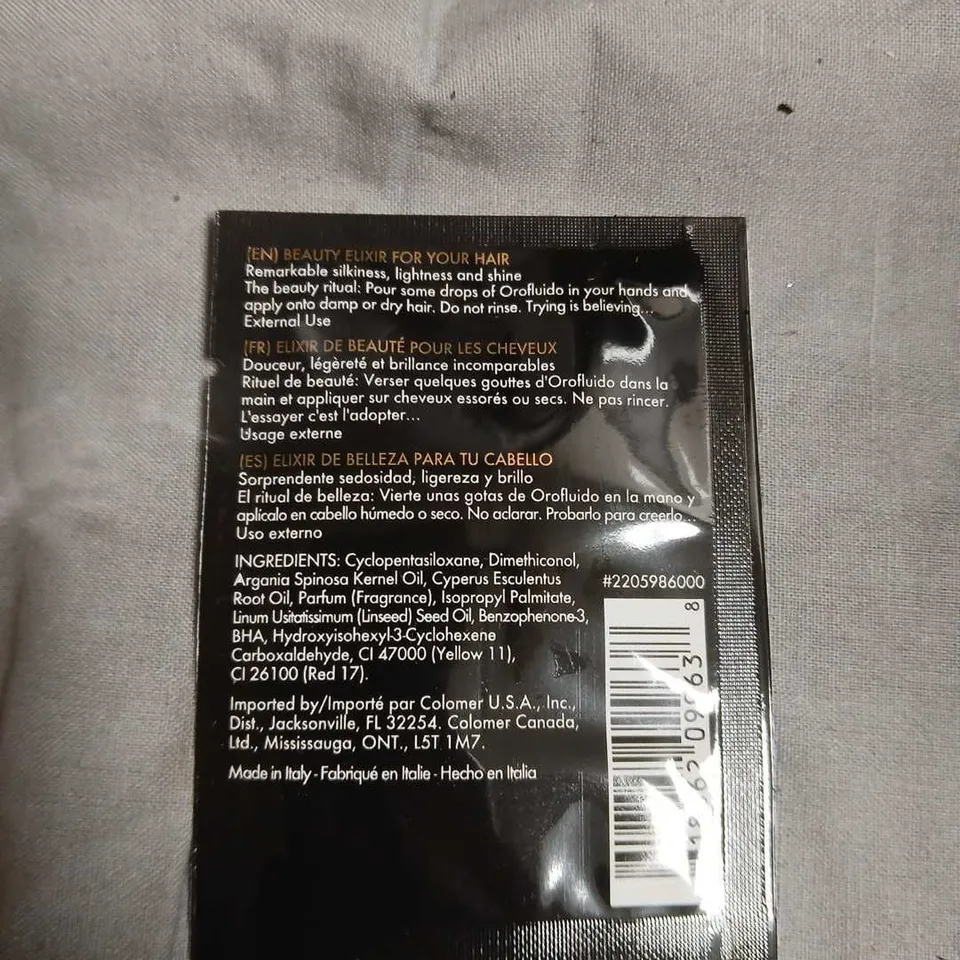 (EN) BEAUTY ELIXIR FOR YOUR HAIR
Remarkable silkiness, lightness and shine
The beauty ritual: Pour some drops of Orofluido in your hands and
apply onto damp or dry hair. Do not rinse. Trying is believing...
External Use
(FR) ELIXIR DE BEAUTÉ POUR LES CHEVEUX
Douceur, légèreté et brillance incomparables
Rituel de beauté: Verser quelques gouttes d'Orofluido dans la
main et appliquer sur cheveux essorés ou secs. Ne pas rincer.
L'essayer c'est l'adopter...
Usage externe
(ES) ELIXIR DE BELLEZA PARA TU CABELLO
Sorprendente sedosidad, ligereza y brillo
El ritual de belleza: Vierte unas gotas de Orofluido en la mano y
aplícalo en cabello húmedo o seco. No aclarar. Probarlo para creerlo...
Uso externo
INGREDIENTS: Cyclopentasiloxane, Dimethiconol,
Argania Spinosa Kernel Oil, Cyperus Esculentus
Root Oil, Parfum (Fragrance), Isopropyl Palmitate,
Linum Usitatissimum (Linseed) Seed Oil, Benzophenone-3,
BHA, Hydroxyisohexyl-3-Cyclohexene
Carboxaldehyde, CI 47000 (Yellow 11),
CI 26100 (Red 17).
Imported by/Importé par Colomer U.S.A., Inc.,
Dist., Jacksonville, FL 32254. Colomer Canada,
Ltd., Mississauga, ONT., L5T 1M7.
Made in Italy - Fabriqué en Italie - Hecho en Italia
#2205986000